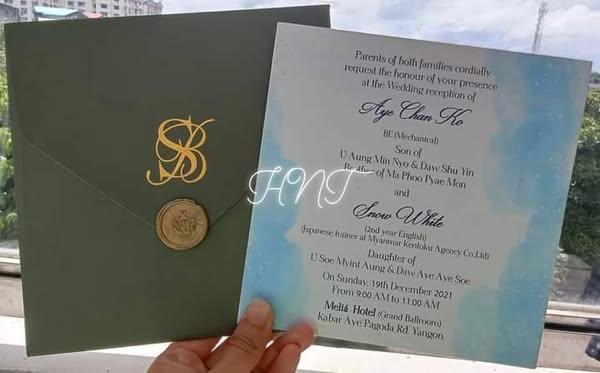 SB
Parents of both families cordially
request the honour of your presence
at the Wedding reception of
Aye Chan Ko
BE (Mechanical)
Son of
U Aung Min Nyo & Daw Shu Yin
Brother of Ma Phoo Pyae Mon
and
Snow White
(2nd year English)
(Japanese trainer at Myanmar Kentoku Agency Co.Ltd)
Daughter of
U Soe Myint Aung & Daw Aye Aye Soe
On Sunday, 19th December 2021
From 9:00 AM to 11:00 AM
Meliá Hotel (Grand Ballroom)
Kabar Aye Pagoda Rd, Yangon.
HNT